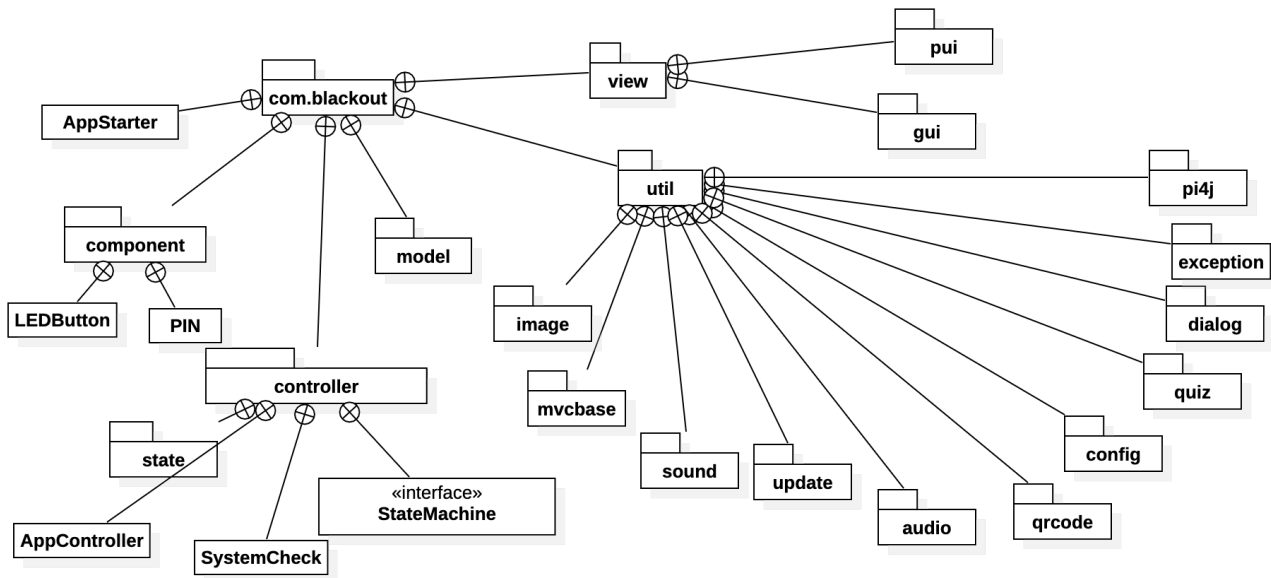 pui
com.blackout
view
AppStarter
gui
util
pi4j
component
model
exception
LEDButton
PIN
image
dialog
controller
mvcbase
quiz
state
sound
update
config
«interface»
StateMachine
audio
qrcode
AppController
SystemCheck